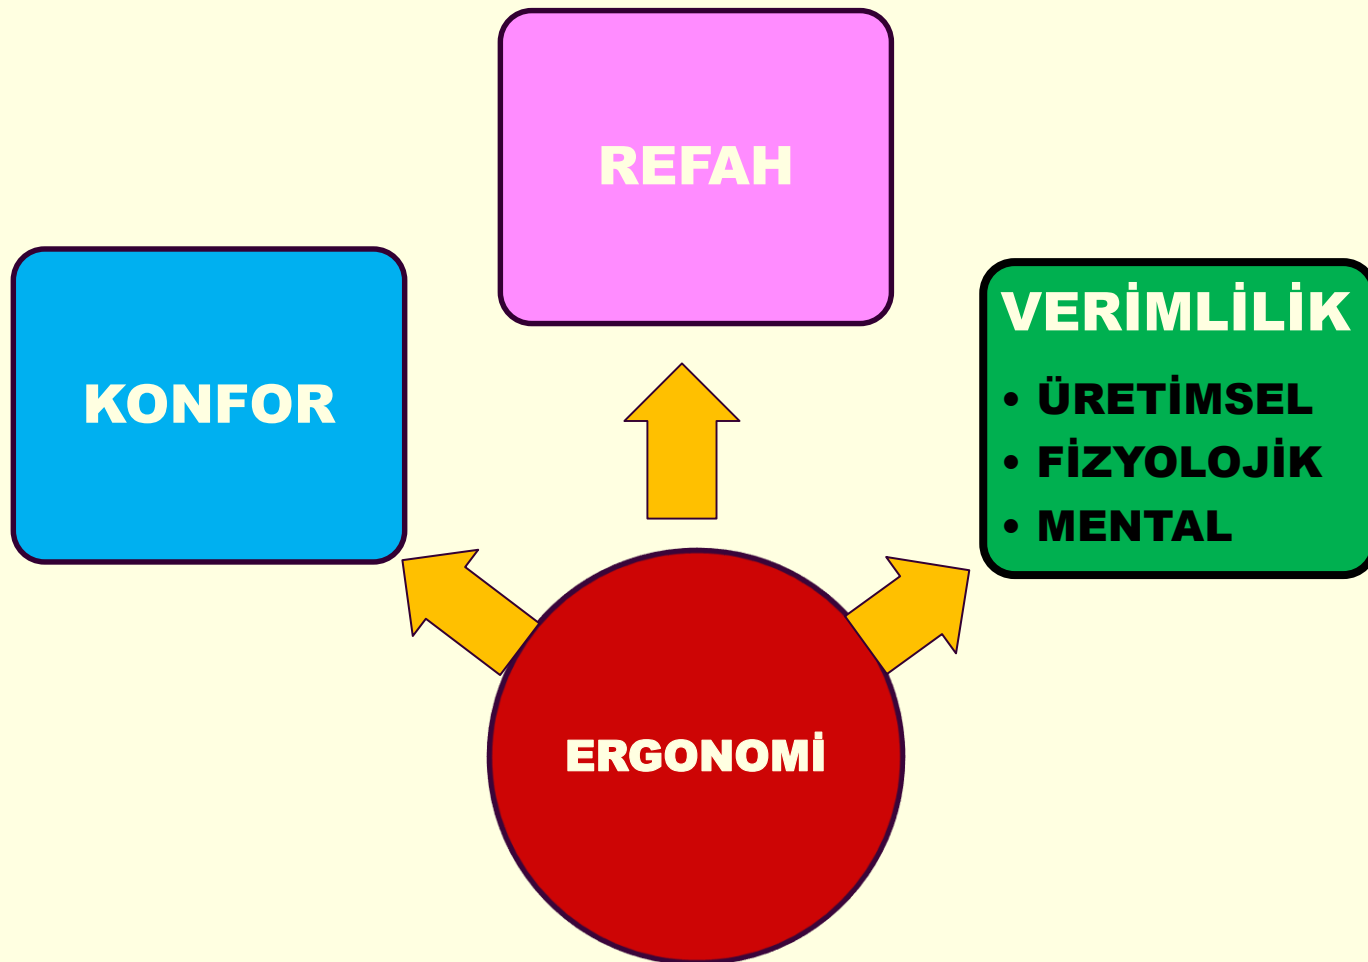 REFAH
KONFOR
VERİMLİLİK
• ÜRETİMSEL
• FİZYOLOJİK
• MENTAL
ERGONOMİ